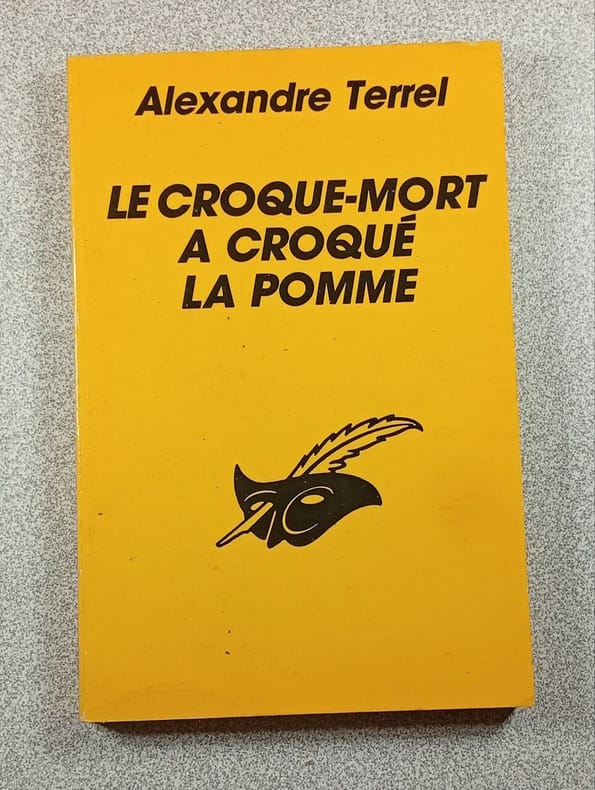 Alexandre Terrel
LE CROQUE-MORT
A CROQUÉ
LA POMME